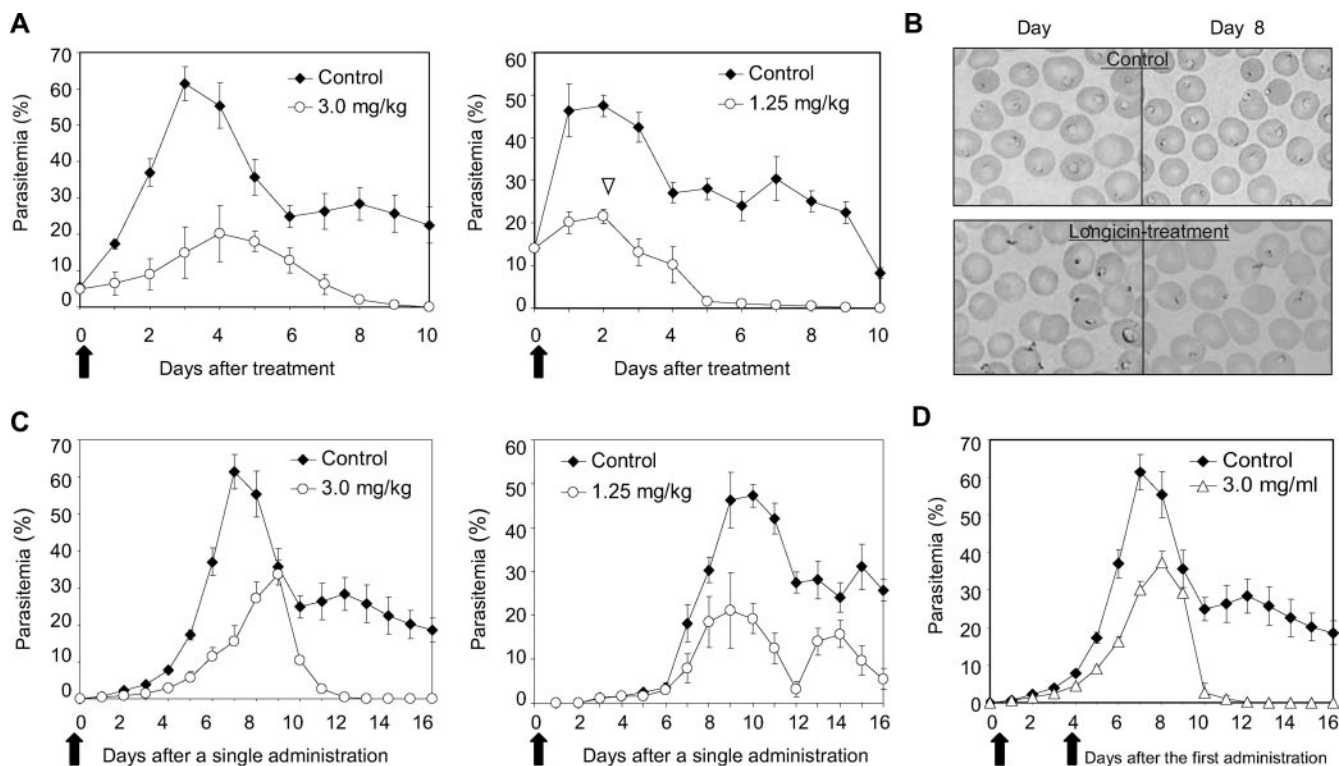 A
70
60
50
40
30
20
10
0
Parasitemia (%)
Control
3.0 mg/kg
0 2 4 6 8 10
Days after treatment
60
50
40
30
20
10
0
Parasitemia (%)
Control
1.25 mg/kg
0 2 4 6 8 10
Days after treatment
B
Day Day 8
Control
Longicin-treatment
C
70
60
50
40
30
20
10
0
Parasitemia (%)
Control
3.0 mg/kg
0 2 4 6 8 10 12 14 16
Days after a single administration
60
50
40
30
20
10
0
Parasitemia (%)
Control
1.25 mg/kg
0 2 4 6 8 10 12 14 16
Days after a single administration
D
70
60
50
40
30
20
10
0
Parasitemia (%)
Control
3.0 mg/ml
0 2 4 6 8 10 12 14 16
Days after the first administration